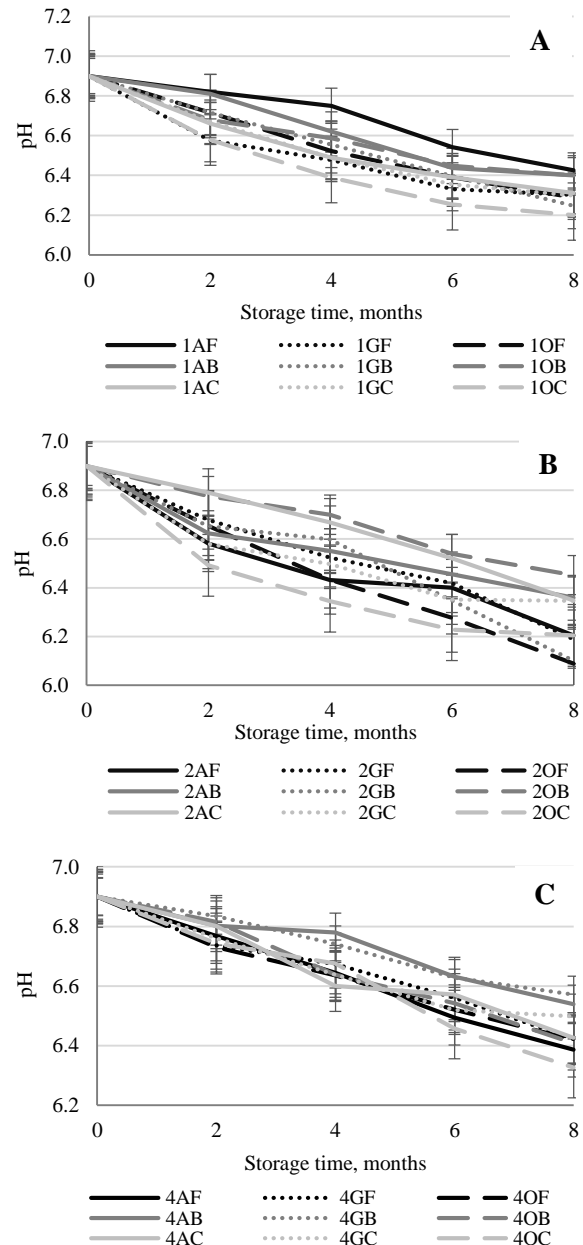 7.2
A
7.0
6.8
pH
6.6
6.4
6.2
6.0
0 2 4 6 8
Storage time, months
1AF 1GF 1OF
1AB 1GB 1OB
1AC 1GC 1OC
7.0
B
6.8
6.6
pH
6.4
6.2
6.0
0 2 4 6 8
Storage time, months
2AF 2GF 2OF
2AB 2GB 2OB
2AC 2GC 2OC
7.0
C
6.8
pH
6.6
6.4
6.2
0 2 4 6 8
Storage time, months
4AF 4GF 4OF
4AB 4GB 4OB
4AC 4GC 4OC